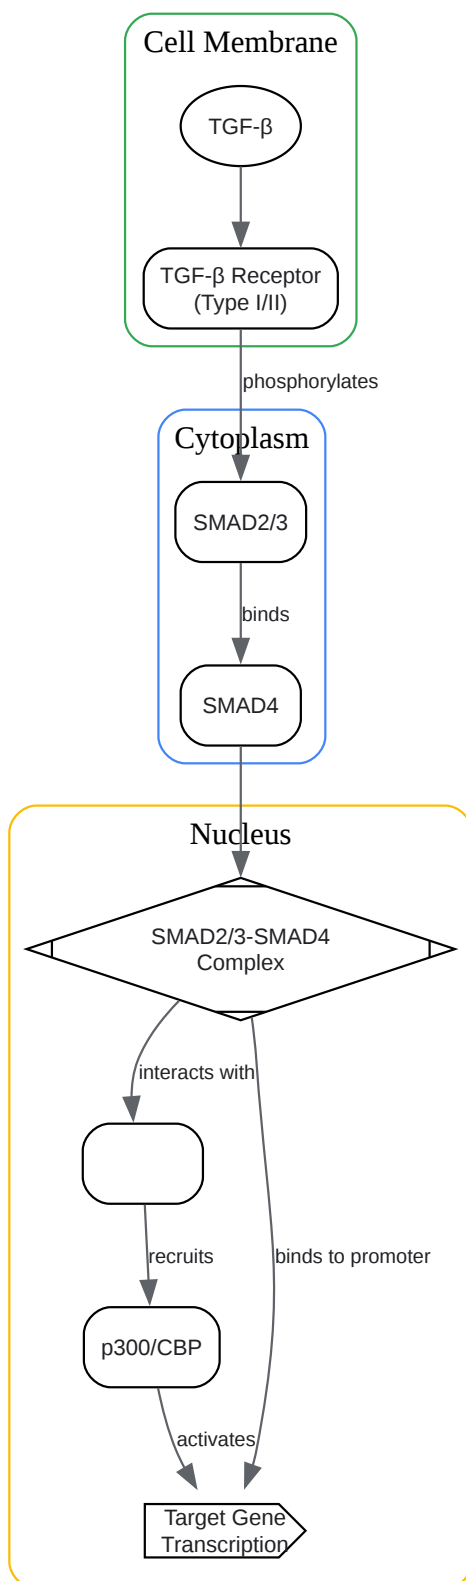 Cell Membrane
TGF-β
TGF-β Receptor
(Type I/II)
phosphorylates
Cytoplasm
SMAD2/3
binds
SMAD4
Nucleus
SMAD2/3-SMAD4
Complex
interacts with
recruits
binds to promoter
p300/CBP
activates
Target Gene
Transcription